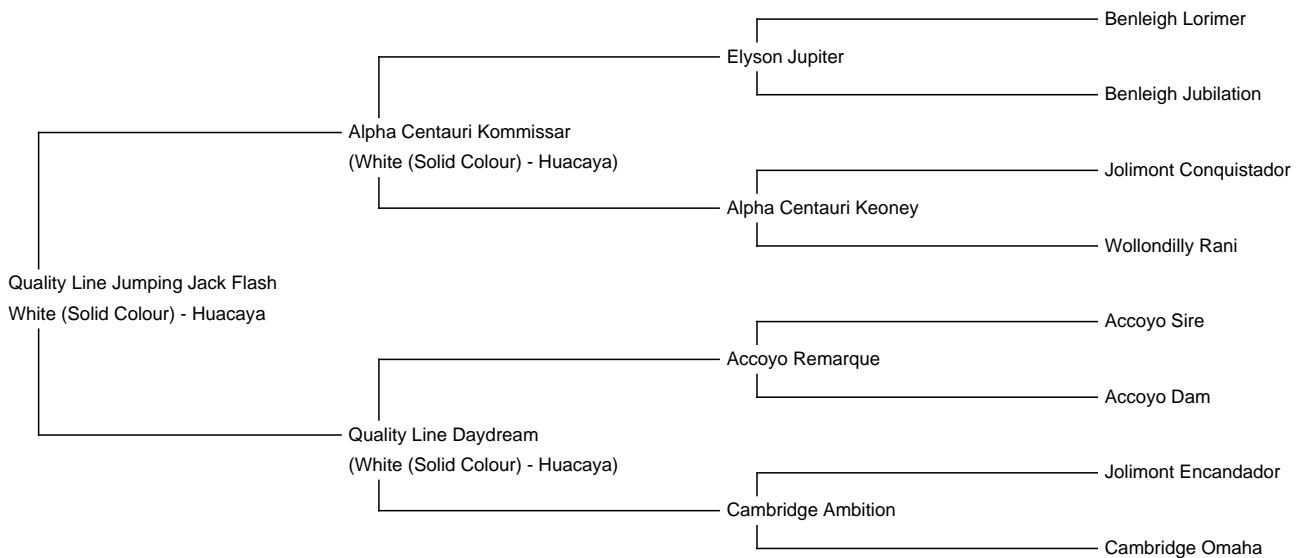 Benleigh Lorimer
Elyson Jupiter
Benleigh Jubilation
Alpha Centauri Kommissar
(White (Solid Colour) - Huacaya)
Jolimont Conquistador
Alpha Centauri Keoney
Wollondilly Rani
Quality Line Jumping Jack Flash
White (Solid Colour) - Huacaya
Accoyo Sire
Accoyo Remarque
Accoyo Dam
Quality Line Daydream
(White (Solid Colour) - Huacaya)
Jolimont Encandador
Cambridge Ambition
Cambridge Omaha